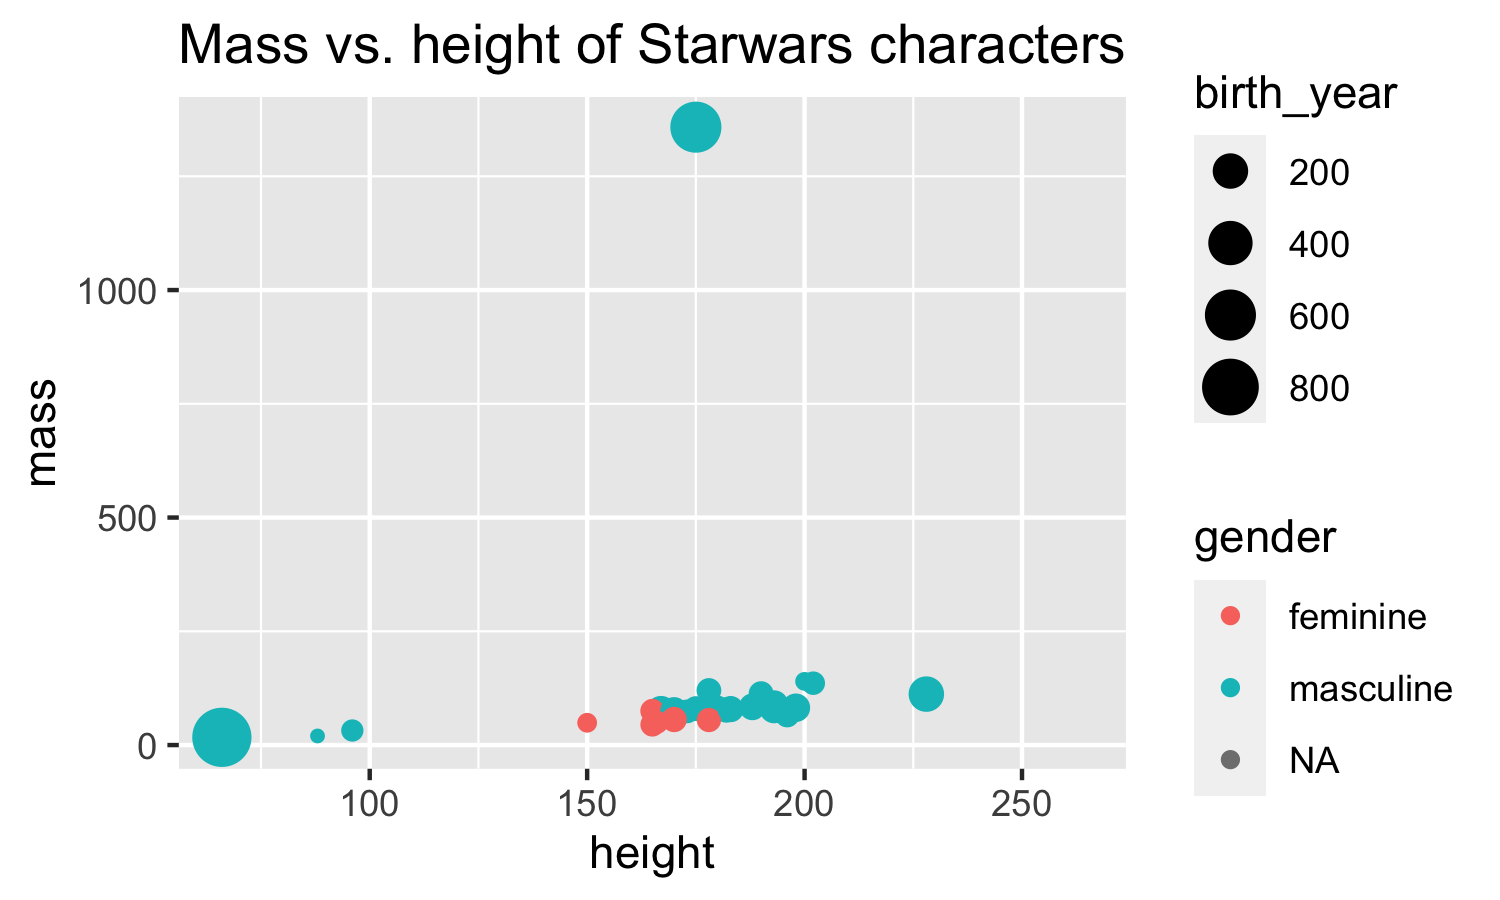 Mass vs. height of Starwars characters
mass
1000
500
0
100
150
200
250
height
birth_year
200
400
600
800
gender
feminine
masculine
NA